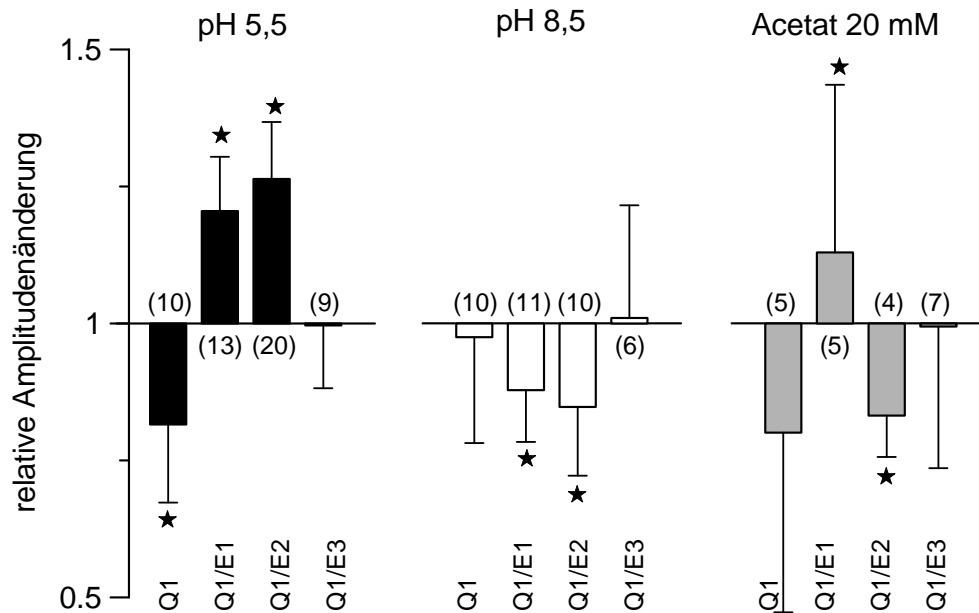 pH 5,5
pH 8,5
Acetat 20 mM
relative Amplitudenänderung
1.5
1
0.5
(10)
(13)
(20)
(9)
(10)
(11)
(10)
(6)
(5)
(5)
(4)
(7)
Q1
Q1/E1
Q1/E2
Q1/E3
Q1
Q1/E1
Q1/E2
Q1/E3
Q1
Q1/E1
Q1/E2
Q1/E3